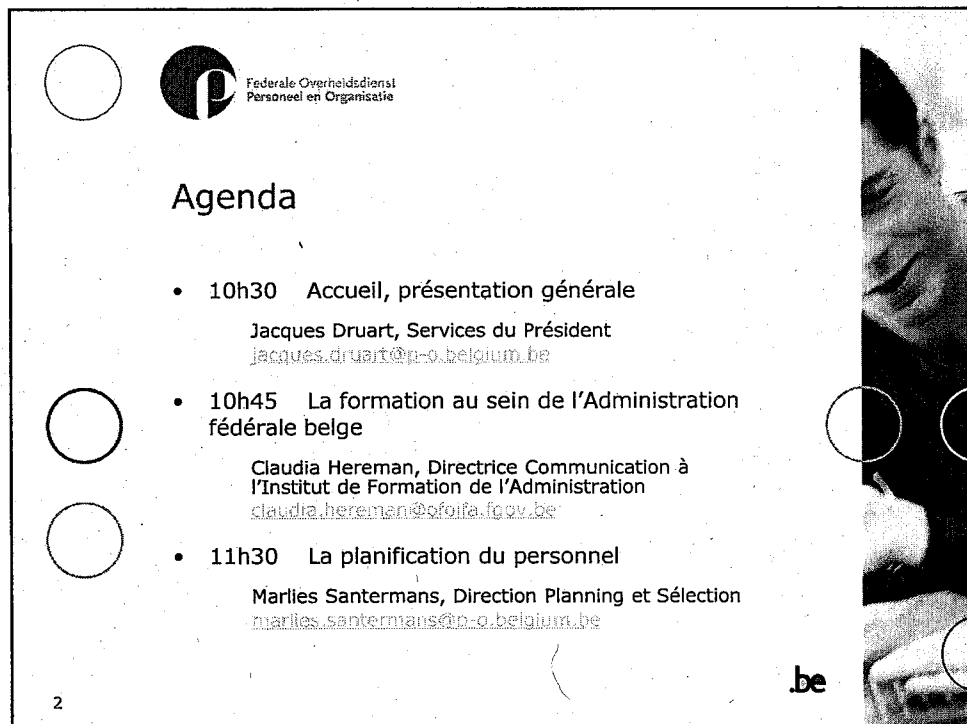 Federale Overheidsdienst
Personeel en Organisatie
Agenda
• 10h30 Accueil, présentation générale
Jacques Druart, Services du Président
jacques.druart@p-o.belgium.be
• 10h45 La formation au sein de l'Administration
fédérale belge
Claudia Hereman, Directrice Communication à
l'Institut de Formation de l'Administration
claudia.hereman@ofoifa.fgov.be
• 11h30 La planification du personnel
Marlies Santermans, Direction Planning et Sélection
marlies.santermans@p-o.belgium.be
.be
2